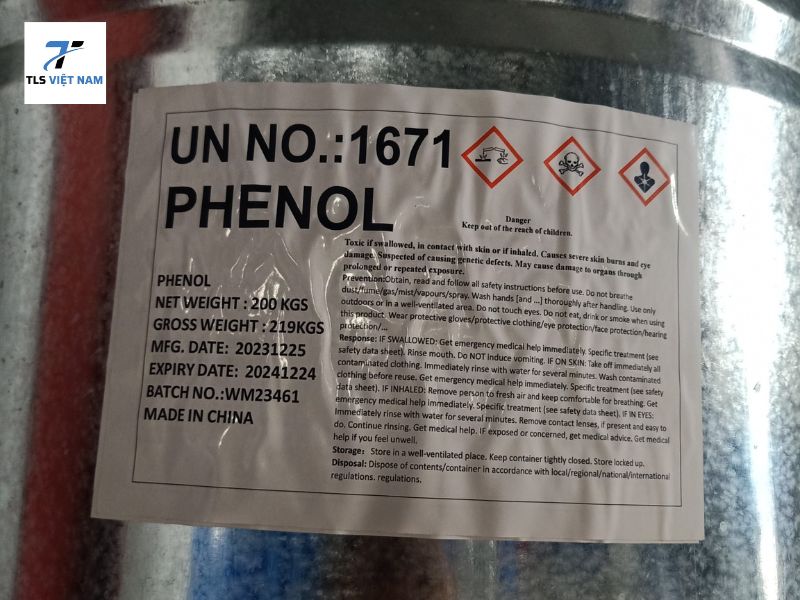 TLS VIỆT NAM
UN NO.:1671
PHENOL
Danger
Keep out of the reach of children.
Toxic if swallowed, in contact with skin or if inhaled. Causes severe skin burns and eye
damage. Suspected of causing genetic defects. May cause damage to organs through
prolonged or repeated exposure.
Prevention:Obtain, read and follow all safety instructions before use. Do not breathe
dust/fume/gas/mist/vapours/spray. Wash hands [and ...] thoroughly after handling. Use only
outdoors or in a well-ventilated area. Do not touch eyes. Do not eat, drink or smoke when using
this product. Wear protective gloves/protective clothing/eye protection/face protection/hearing
protection/...
Response: IF SWALLOWED: Get emergency medical help immediately. Specific treatment (see
safety data sheet). Rinse mouth. Do NOT induce vomiting. IF ON SKIN: Take off immediately all
contaminated clothing. Immediately rinse with water for several minutes. Wash contaminated
clothing before reuse. Get emergency medical help immediately. Specific treatment (see safety
data sheet). IF INHALED: Remove person to fresh air and keep comfortable for breathing. Get
emergency medical help immediately. Specific treatment (see safety data sheet). IF IN EYES:
Immediately rinse with water for several minutes. Remove contact lenses, if present and easy to
do. Continue rinsing. Get medical help. IF exposed or concerned, get medical advice. Get medical
help if you feel unwell.
Storage: Store in a well-ventilated place. Keep container tightly closed. Store locked up.
Disposal: Dispose of contents/container in accordance with local/regional/national/international
regulations. regulations.
PHENOL
NET WEIGHT : 200 KGS
GROSS WEIGHT : 219KGS
MFG. DATE: 20231225
EXPIRY DATE: 20241224
BATCH NO.:WM23461
MADE IN CHINA